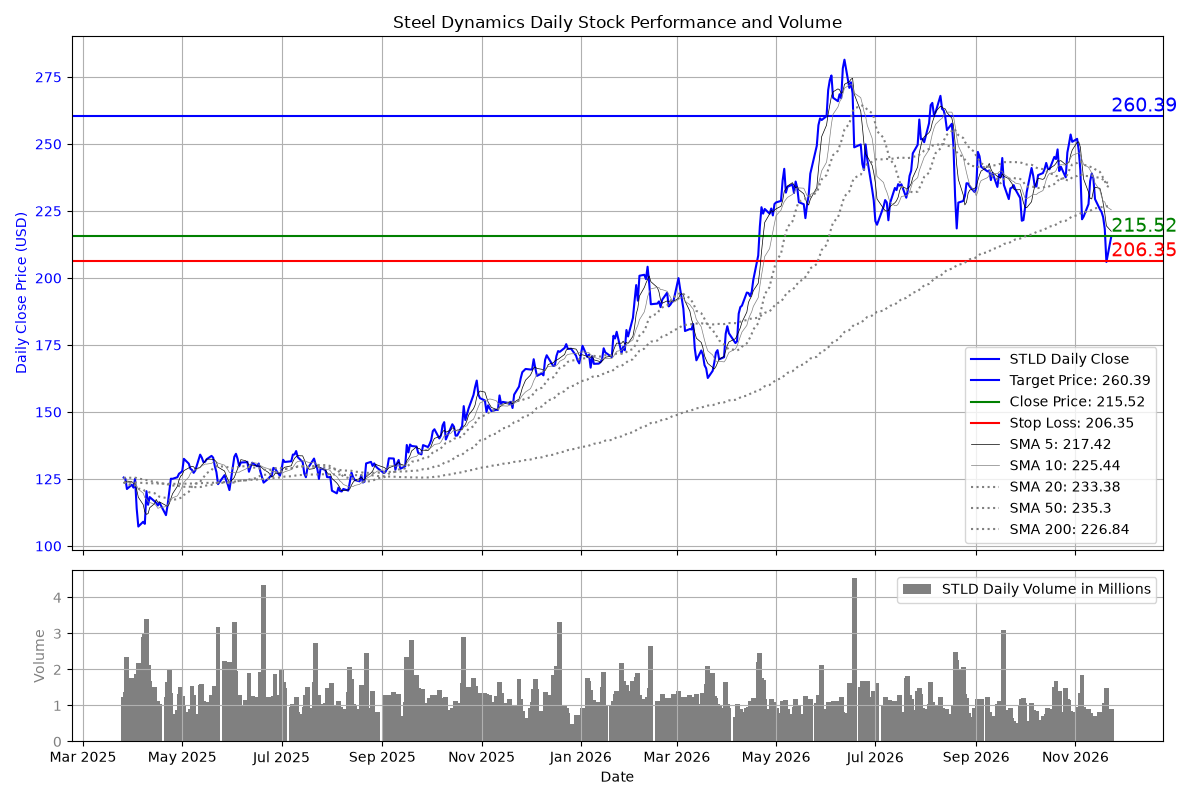 Steel Dynamics Daily Stock Performance and Volume
Daily Close Price (USD)
275
250
225
200
175
150
125
100
260.39
215.52
206.35
STLD Daily Close
Target Price: 260.39
Close Price: 215.52
Stop Loss: 206.35
SMA 5: 217.42
SMA 10: 225.44
SMA 20: 233.38
SMA 50: 235.3
SMA 200: 226.84
Volume
4
3
2
1
0
STLD Daily Volume in Millions
Mar 2025 May 2025 Jul 2025 Sep 2025 Nov 2025 Jan 2026 Mar 2026 May 2026 Jul 2026 Sep 2026 Nov 2026
Date